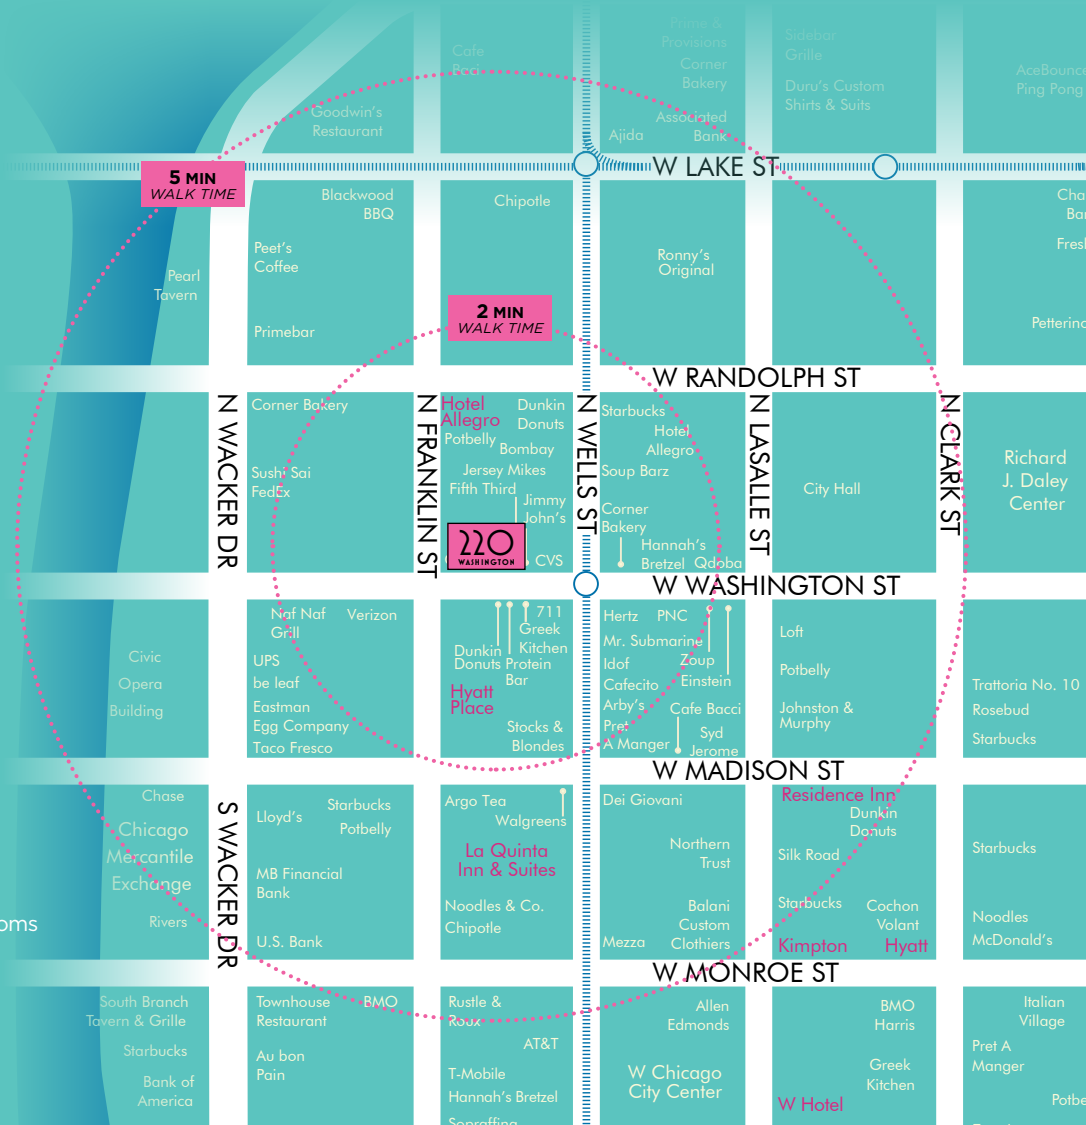 Prime &
Provisions
Corner
Bakery
Sidebar
Grille
Cafe
Baci
Duru's Custom
Shirts & Suits
AceBounce
Ping Pong
Goodwin's
Restaurant
Associated
Bank
Ajida
W LAKE ST
5 MIN
WALK TIME
Blackwood
BBQ
Chipotle
Peet's
Coffee
Ronny's
Original
Pearl
Tavern
Primebar
2 MIN
WALK TIME
Cha
Bar
Fresh
Petterino
W RANDOLPH ST
N WACKER DR
N FRANKLIN ST
N WELLS ST
N LASALLE ST
N CLARK ST
Corner Bakery
Sushi Sai
FedEx
Hotel
Allegro
Dunkin
Donuts
Potbelly
Bombay
Jersey Mikes
Fifth Third
Jimmy
John's
220
WASHINGTON
CVS
Starbucks
Hotel
Allegro
Soup Barz
Corner
Bakery
Hannah's
Bretzel
Qdoba
City Hall
Richard
J. Daley
Center
W WASHINGTON ST
Civic
Opera
Building
Naf Naf
Grill
Verizon
UPS
be leaf
Eastman
Egg Company
Taco Fresco
711
Greek
Kitchen
Dunkin
Donuts
Protein
Bar
Hyatt
Place
Stocks &
Blondes
Hertz
PNC
Mr. Submarine
Idof
Zoup
Cafecito
Einstein
Arby's
Cafe Bacci
Pret
A Manger
Syd
Jerome
Loft
Potbelly
Johnston &
Murphy
Trattoria No. 10
Rosebud
Starbucks
W MADISON ST
S WACKER DR
Chase
Chicago
Mercantile
Exchange
Rivers
oms
Starbucks
Lloyd's
Potbelly
MB Financial
Bank
U.S. Bank
Argo Tea
Walgreens
La Quinta
Inn & Suites
Noodles & Co.
Chipotle
Dei Giovani
Northern
Trust
Balani
Custom
Clothiers
Mezza
Residence Inn
Dunkin
Donuts
Silk Road
Starbucks
Cochon
Volant
Kimpton
Hyatt
Starbucks
Noodles
McDonald's
W MONROE ST
South Branch
Tavern & Grille
Starbucks
Bank of
America
Townhouse
Restaurant
BMO
Au bon
Pain
Rustle &
Roux
AT&T
T-Mobile
Hannah's Bretzel
Sopraffina
Allen
Edmonds
W Chicago
City Center
BMO
Harris
Greek
Kitchen
W Hotel
Italian
Village
Pret A
Manger
Potbe